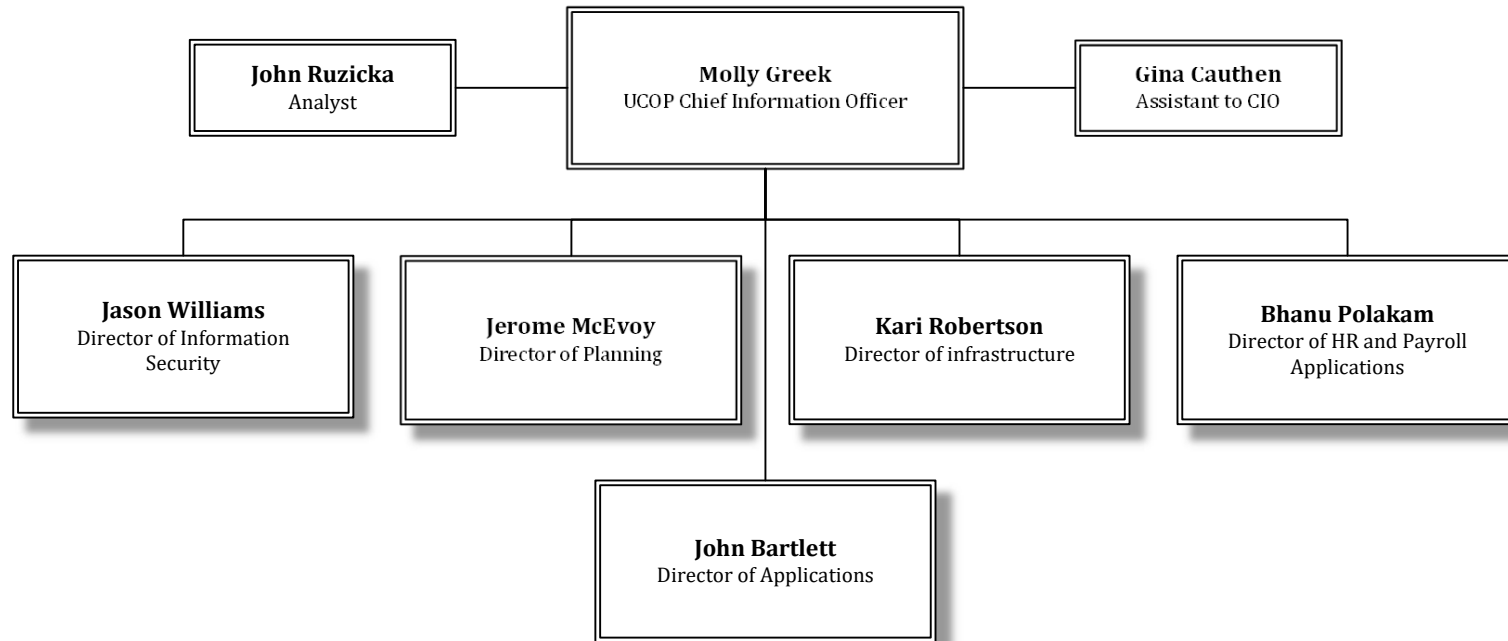 John Ruzicka
Analyst
Molly Greek
UCOP Chief Information Officer
Gina Cauthen
Assistant to CIO
Jason Williams
Director of Information
Security
Jerome McEvoy
Director of Planning
Kari Robertson
Director of infrastructure
Bhanu Polakam
Director of HR and Payroll
Applications
John Bartlett
Director of Applications